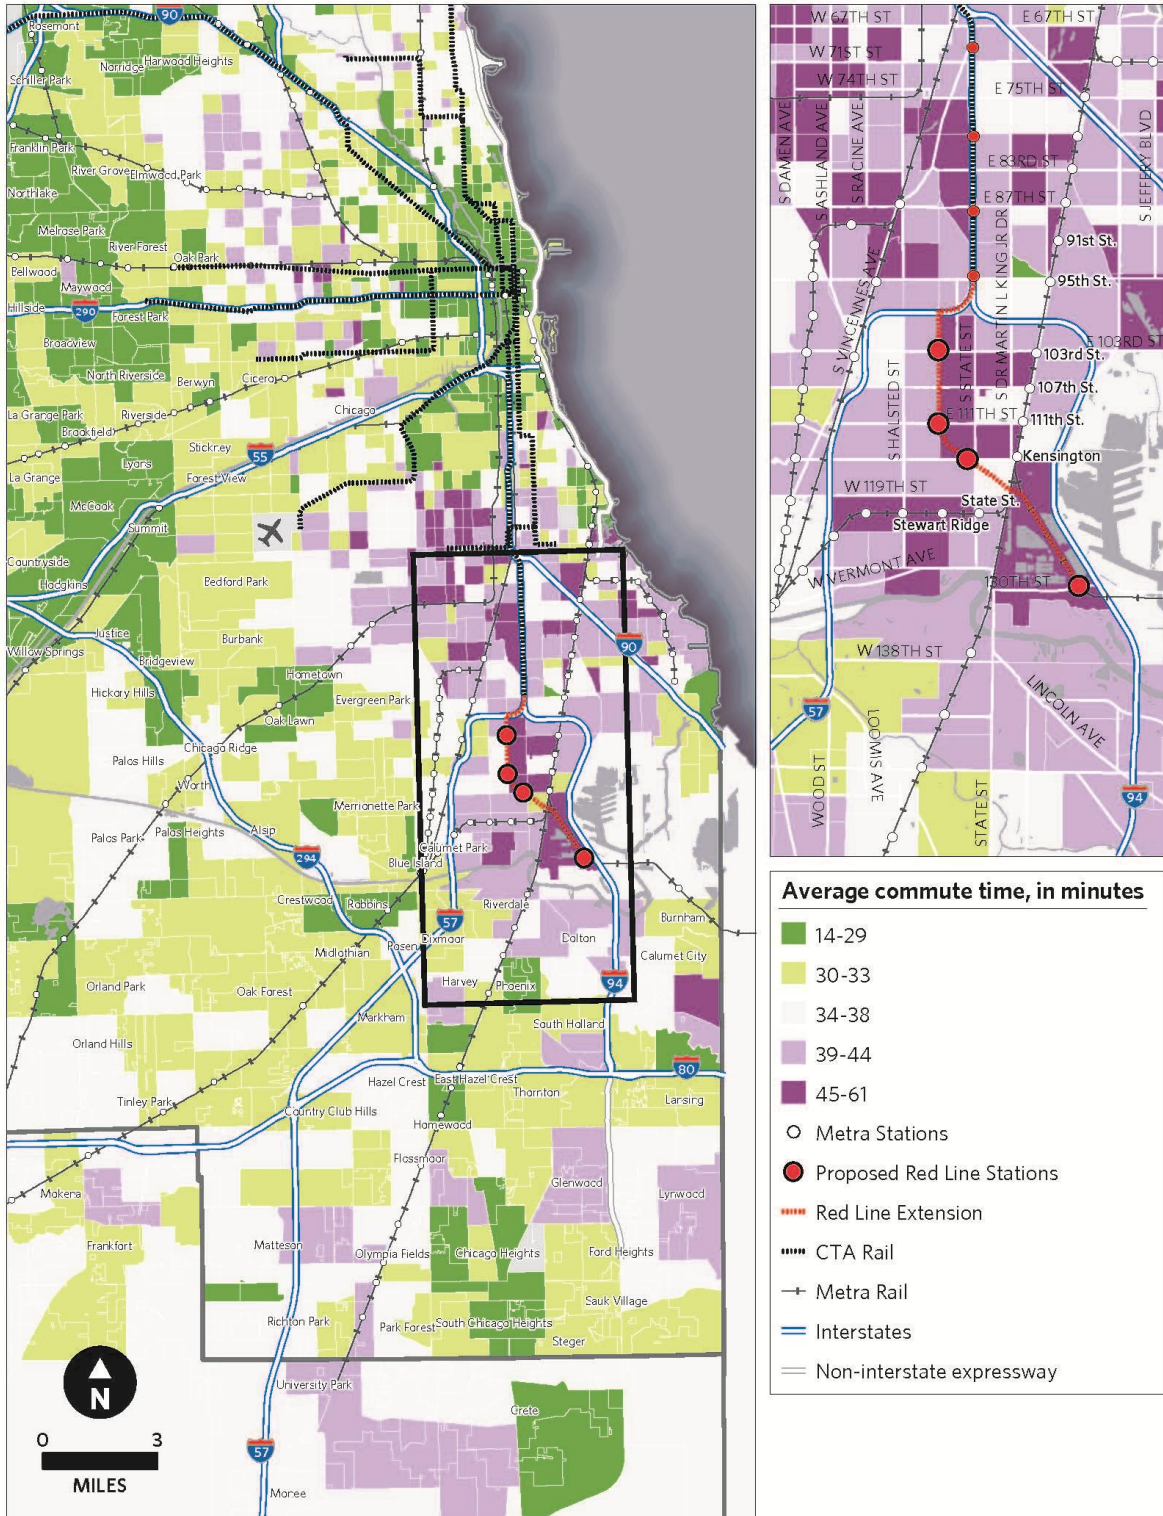 90
Rosemont
Norridge
Harwood Heights
Schiller Park
Franklin Park
River Grove
Elmwood Park
Northlake
Melrose Park
River Forest
Oak Park
Bellwood
Maywood
Hillside
290
Forest Park
Broadview
North Riverside
Berwyn
Cicero
La Grange Park
Riverside
Chicago
Brookfield
Stickney
55
Lyons
La Grange
Forest View
McCook
Summit
Countryside
Hodgkins
Bedford Park
Justice
Burbank
Willow Springs
Bridgeview
90
Hometown
Hickory Hills
Evergreen Park
Oak Lawn
Chicago Ridge
Palos Hills
Worth
Merrionette Park
Palos Park
Palos Heights
Alsip
294
Calumet Park
Blue Island
Crestwood
Robbins
Riverdale
57
Burnham
Posen
Dixmoor
Dolton
Midlothian
Calumet City
Harvey
Phoenix
94
Orland Park
Oak Forest
Markham
South Holland
Orland Hills
80
Hazel Crest
East Hazel Crest
Thornton
Lansing
Tinley Park
Country Club Hills
Homewood
Flossmoor
Glenwood
Lynwood
Mokena
Frankfort
Matteson
Olympia Fields
Chicago Heights
Ford Heights
Sauk Village
Richton Park
Park Forest
South Chicago Heights
Steger
University Park
Crete
57
Monee
N
0 3
MILES
W 67TH ST
E 67TH ST
W 71ST ST
W 74TH ST
E 75TH ST
S DAMEN AVE
S ASHLAND AVE
S RACINE AVE
E 83RD ST
S JEFFERY BLVD
E 87TH ST
91st St.
S DR MARTIN L KING JR DR
95th St.
S VINCENNES AVE
S STATE ST
E 103RD ST
103rd St.
S HALSTED ST
107th St.
E 111TH ST
111th St.
Kensington
W 119TH ST
State St.
Stewart Ridge
W VERMONT AVE
130TH ST
W 138TH ST
LINCOLN AVE
57
LOOMIS AVE
WOOD ST
STATE ST
94
Average commute time, in minutes
14-29
30-33
34-38
39-44
45-61
Metra Stations
Proposed Red Line Stations
Red Line Extension
CTA Rail
Metra Rail
Interstates
Non-interstate expressway